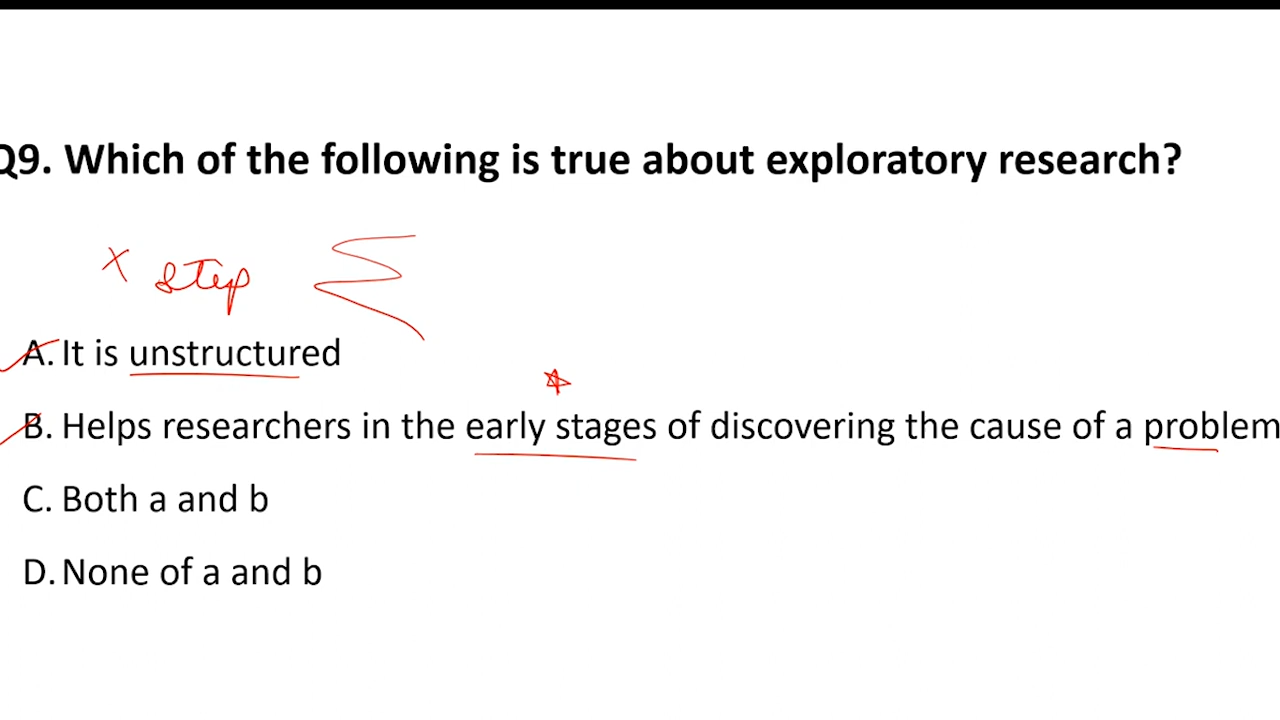 Q9. Which of the following is true about exploratory research?
x step
A. It is unstructured
B. Helps researchers in the early stages of discovering the cause of a problem
C. Both a and b
D. None of a and b